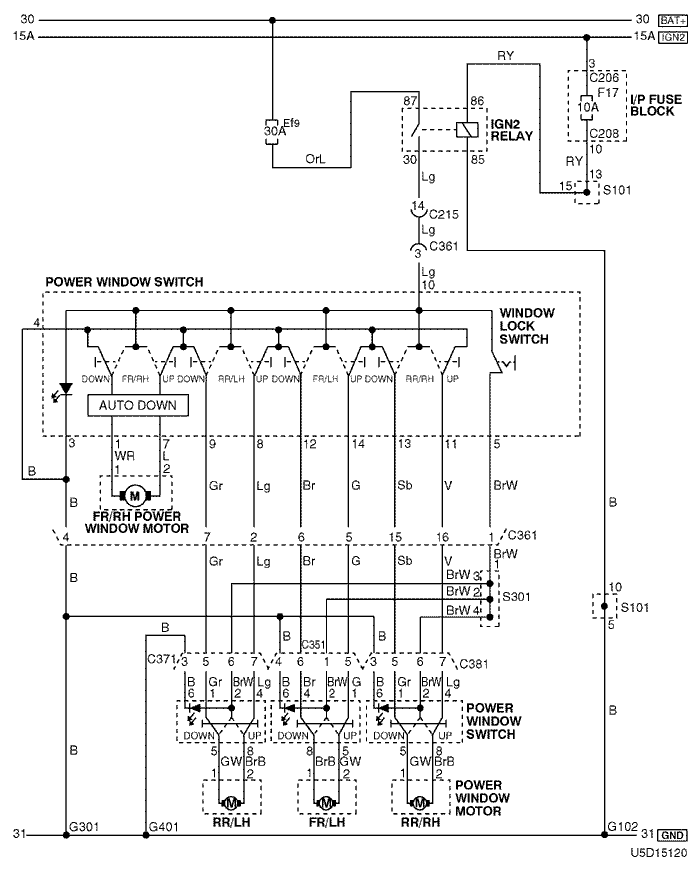 30 30 BAT+
15A 15A IGN2
RY 3
C206
F17
I/P FUSE
BLOCK
10A
C208
10
87 86
Ef9
30A
IGN2
RELAY
OrL
30 85
RY
13
15 S101
Lg
14 C215
Lg
C361
3
Lg
10
POWER WINDOW SWITCH
WINDOW
LOCK
SWITCH
4
DOWN FR/RH UP DOWN RR/LH UP DOWN FR/LH UP DOWN RR/RH UP
AUTO DOWN
3 1 7 9 8 12 14 13 11 5
WR L
B 1 2
Gr Lg Br G Sb V BrW
M
B B
FR/RH POWER
WINDOW MOTOR
4 7 2 6 5 15 16 1 C361
BrW
1
B Gr Lg Br G Sb V
BrW 3
BrW 2
S301
BrW 4
10
S101
5
B B B
C351
C371 3 5 6 7 4 6 1 5 3 5 6 7 C381
B Gr BrW Lg B Br BrW G B Gr BrW Lg
6 1 2 4 6 4 2 1 6 1 2 4
POWER
WINDOW
SWITCH
B
DOWN UP DOWN UP DOWN UP
B
5 8 8 5 5 8
GW BrB BrB GW GW BrB
1 2 1 2 1 2
M M M
POWER
WINDOW
MOTOR
RR/LH FR/LH RR/RH
31 G301 G401 G102 31 GND
U5D15120